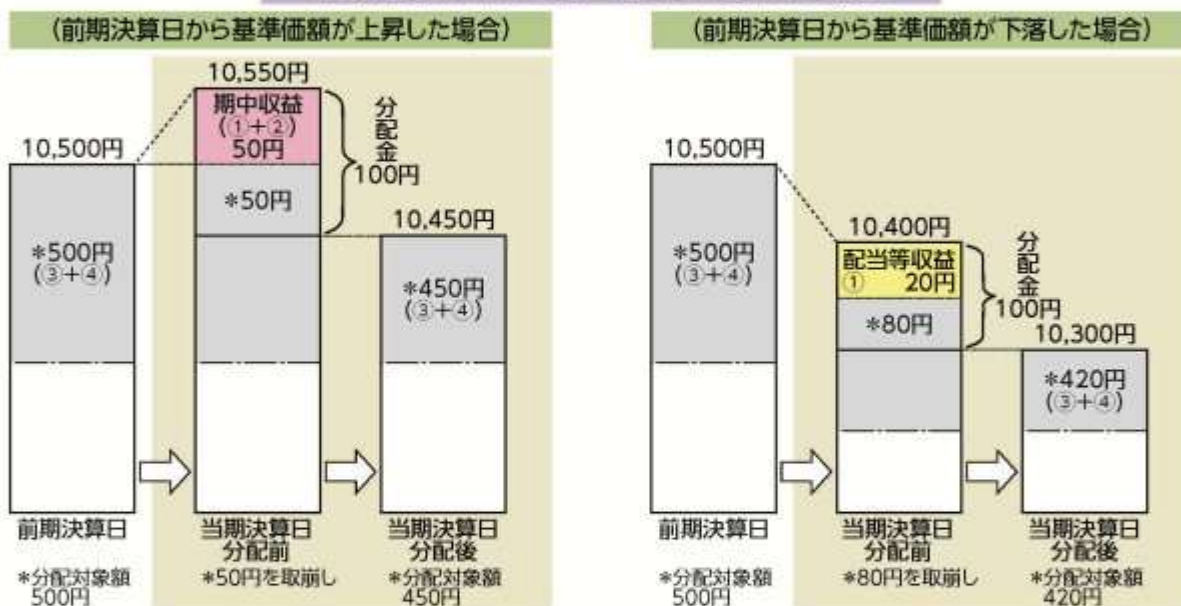 (前期決算日から基準価額が上昇した場合)
10,550円
期中収益
(①+②)
50円
分配金
100円
10,500円
*50円
10,450円
*500円
(③+④)
*450円
(③+④)
前期決算日
当期決算日
分配前
当期決算日
分配後
*分配対象額
500円
*50円を取崩し
*分配対象額
450円
(前期決算日から基準価額が下落した場合)
10,500円
10,400円
*500円
(③+④)
配当等収益
① 20円
分配金
100円
*80円
10,300円
*420円
(③+④)
前期決算日
当期決算日
分配前
当期決算日
分配後
*分配対象額
500円
*80円を取崩し
*分配対象額
420円